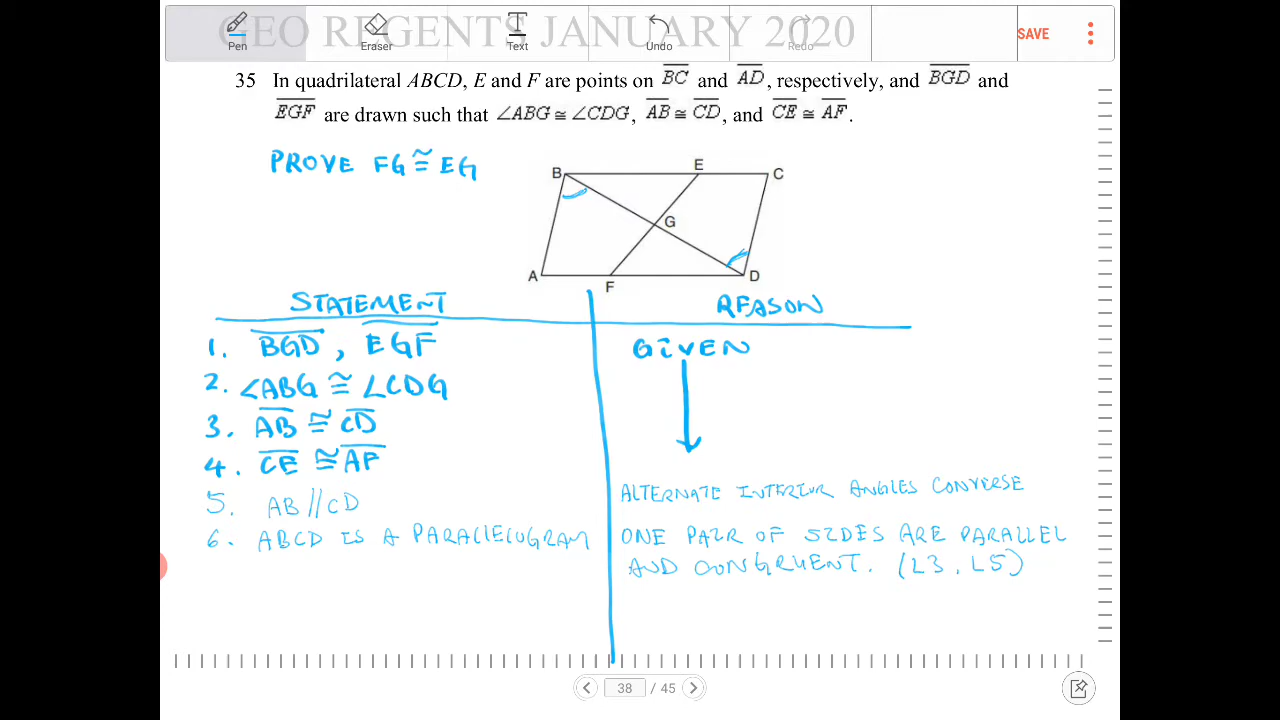 GEO REGENTS JANUARY 2020
Pen Eraser Text Undo Redo SAVE
35 In quadrilateral ABCD, E and F are points on BC and AD, respectively, and BGD and
EGF are drawn such that ∠ABG ≅ ∠CDG, AB ≅ CD, and CE ≅ AF.
PROVE FG ≅ EG
B E C
G
A F D
STATEMENT REASON
1. BGD, EGF GIVEN
2. ∠ABG ≅ ∠CDG
3. AB ≅ CD
4. CE ≅ AF
5. AB // CD ALTERNATE INTERIOR ANGLES CONVERSE
6. ABCD IS A PARALLELOGRAM ONE PAIR OF SIDES ARE PARALLEL
AND CONGRUENT. (L3, L5)
38 / 45